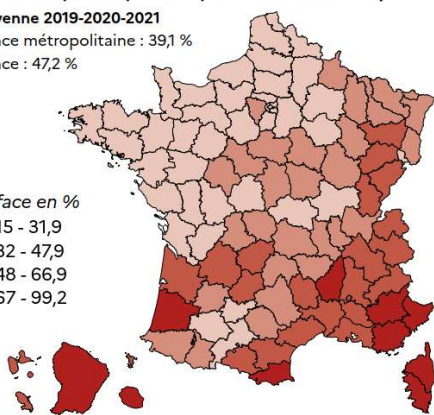 yenne 2019-2020-2021
ce métropolitaine : 39,1 %
ce : 47,2 %
face en %
15 - 31,9
32 - 47,9
48 - 66,9
67 - 99,2